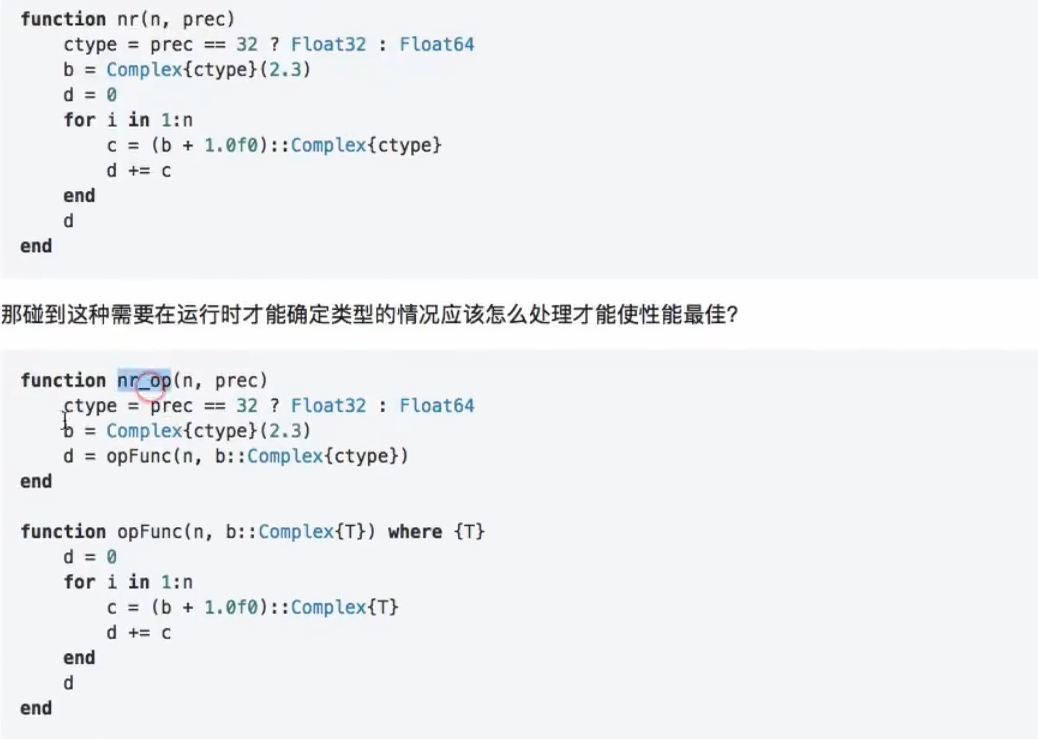 function nr(n, prec)
    ctype = prec == 32 ? Float32 : Float64
    b = Complex{ctype}(2.3)
    d = 0
    for i in 1:n
        c = (b + 1.0f0)::Complex{ctype}
        d += c
    end
    d
end
那碰到这种需要在运行时才能确定类型的情况应该怎么处理才能使性能最佳?
function nr_op(n, prec)
    ctype = prec == 32 ? Float32 : Float64
    b = Complex{ctype}(2.3)
    d = opFunc(n, b::Complex{ctype})
end
function opFunc(n, b::Complex{T}) where {T}
    d = 0
    for i in 1:n
        c = (b + 1.0f0)::Complex{T}
        d += c
    end
    d
end